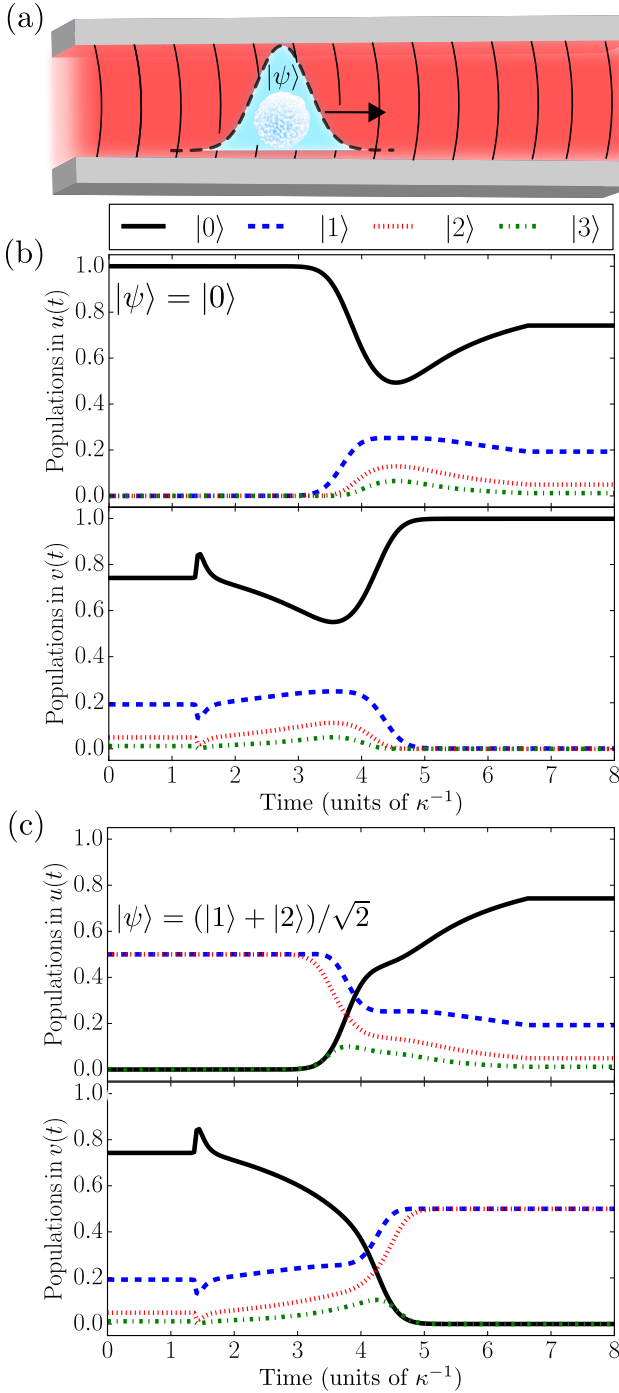 (a)
|ψ⟩
|0⟩ |1⟩ |2⟩ |3⟩
(b)
|ψ⟩ = |0⟩
Populations in u(t)
1.0
0.8
0.6
0.4
0.2
0.0
Populations in v(t)
1.0
0.8
0.6
0.4
0.2
0.0
0 1 2 3 4 5 6 7 8
Time (units of κ⁻¹)
(c)
|ψ⟩ = (|1⟩ + |2⟩)/√2
Populations in u(t)
1.0
0.8
0.6
0.4
0.2
0.0
Populations in v(t)
1.0
0.8
0.6
0.4
0.2
0.0
0 1 2 3 4 5 6 7 8
Time (units of κ⁻¹)